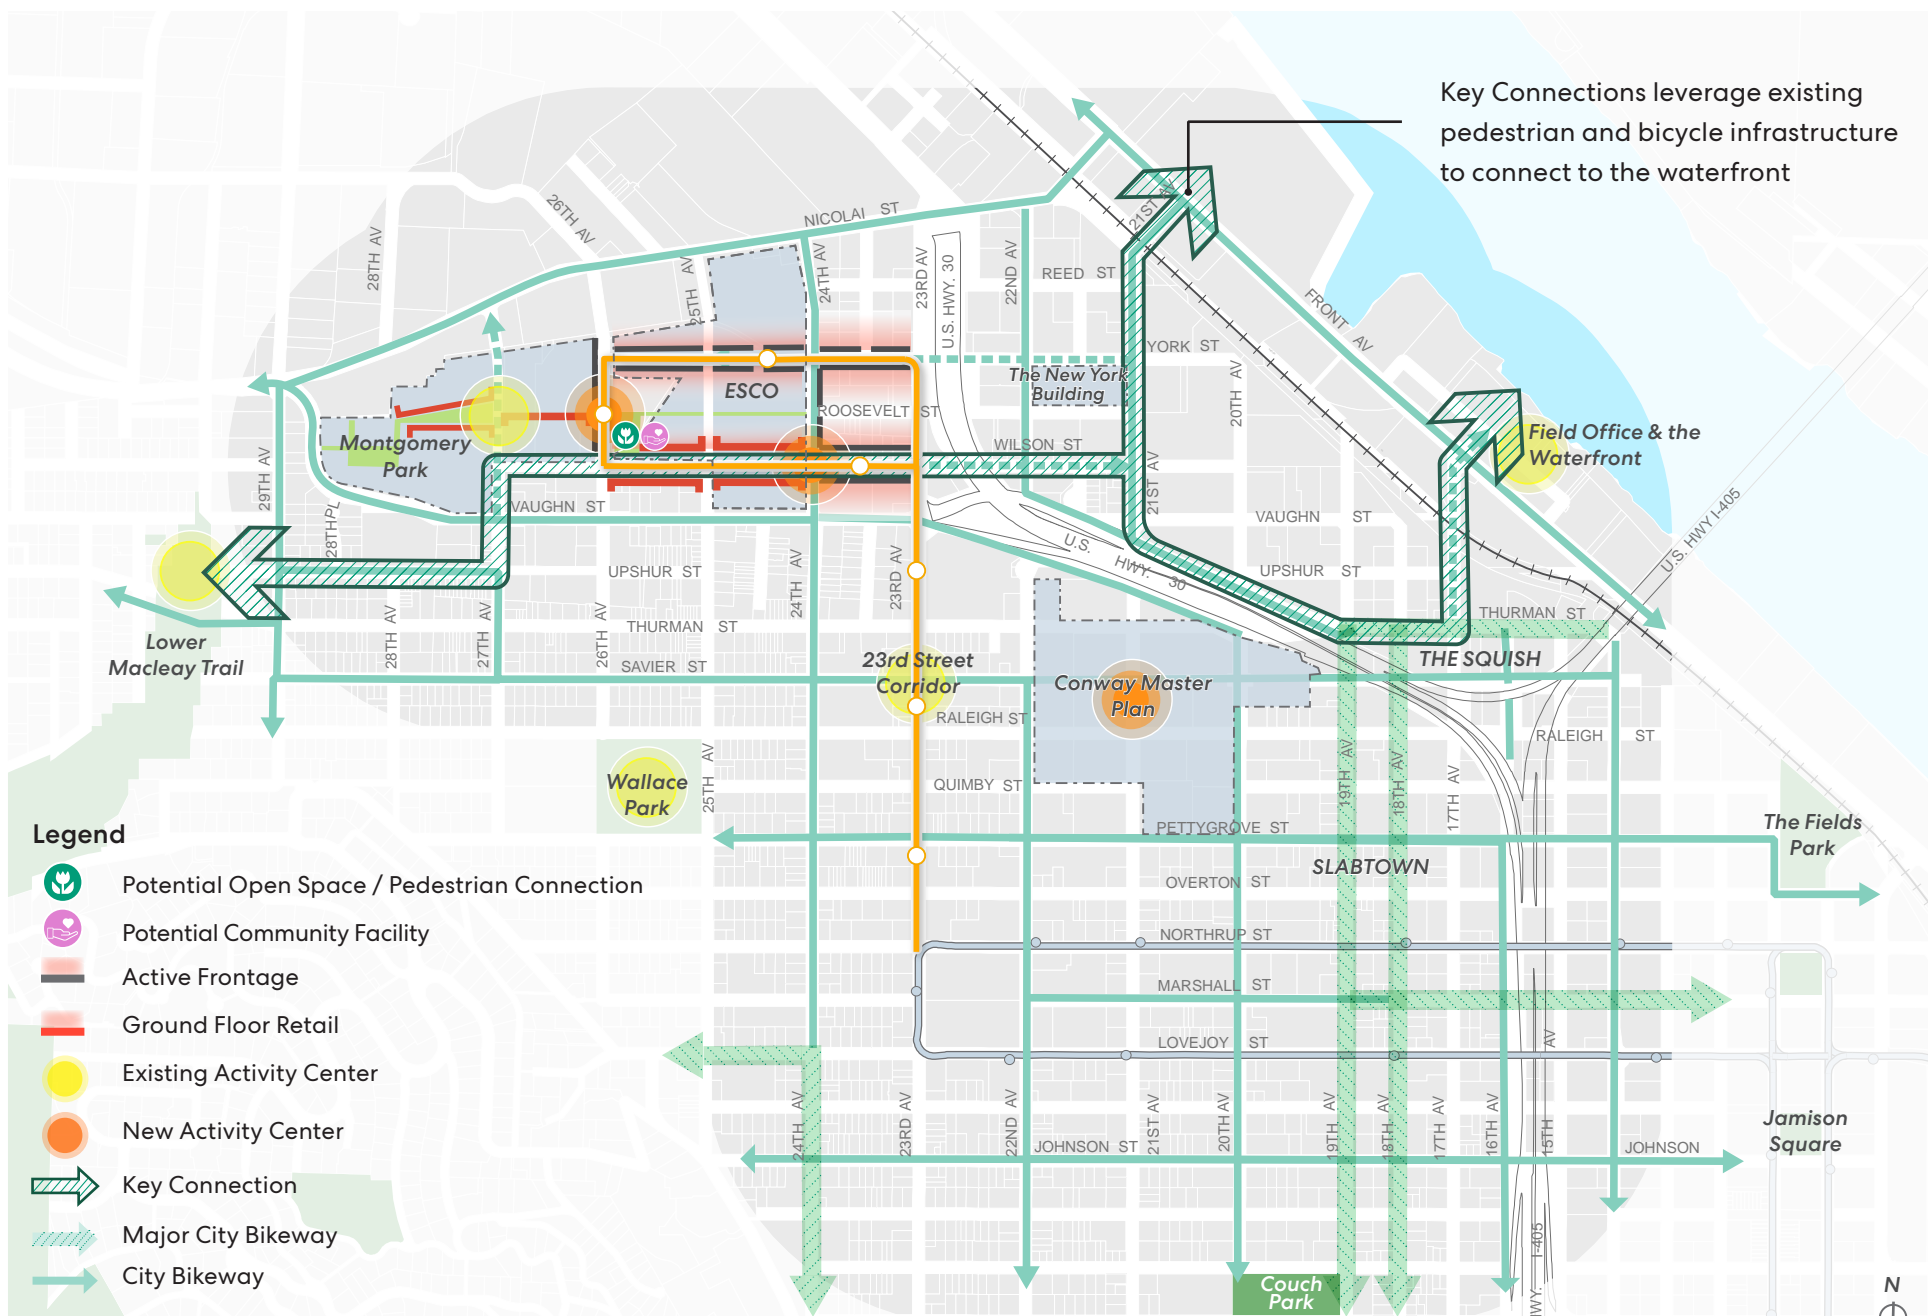 Key Connections leverage existing
pedestrian and bicycle infrastructure
to connect to the waterfront
26TH AV
NICOLAI ST
21ST AV
28TH AV
25TH AV
24TH AV
23RD AV
U.S. HWY. 30
22ND AV
REED ST
FRONT AV
YORK ST
The New York
Building
20TH AV
ESCO
ROOSEVELT ST
WILSON ST
Montgomery
Park
Field Office & the
Waterfront
29TH AV
28TH PL
VAUGHN ST
21ST AV
VAUGHN ST
U.S. HWY I-405
U.S. HWY. 30
UPSHUR ST
24TH AV
23RD AV
UPSHUR ST
THURMAN ST
Lower
Macleay Trail
28TH AV
27TH AV
26TH AV
THURMAN ST
SAVIER ST
23rd Street
Corridor
THE SQUISH
Conway Master
Plan
RALEIGH ST
RALEIGH ST
Wallace
Park
25TH AV
QUIMBY ST
19TH AV
18TH AV
17TH AV
PETTYGROVE ST
The Fields
Park
SLABTOWN
OVERTON ST
NORTHRUP ST
MARSHALL ST
LOVEJOY ST
24TH AV
23RD AV
22ND AV
JOHNSON ST
21ST AV
20TH AV
19TH AV
18TH AV
17TH AV
16TH AV
15TH AV
JOHNSON
Jamison
Square
HWY. I-405
Couch
Park
N
Legend
Potential Open Space / Pedestrian Connection
Potential Community Facility
Active Frontage
Ground Floor Retail
Existing Activity Center
New Activity Center
Key Connection
Major City Bikeway
City Bikeway